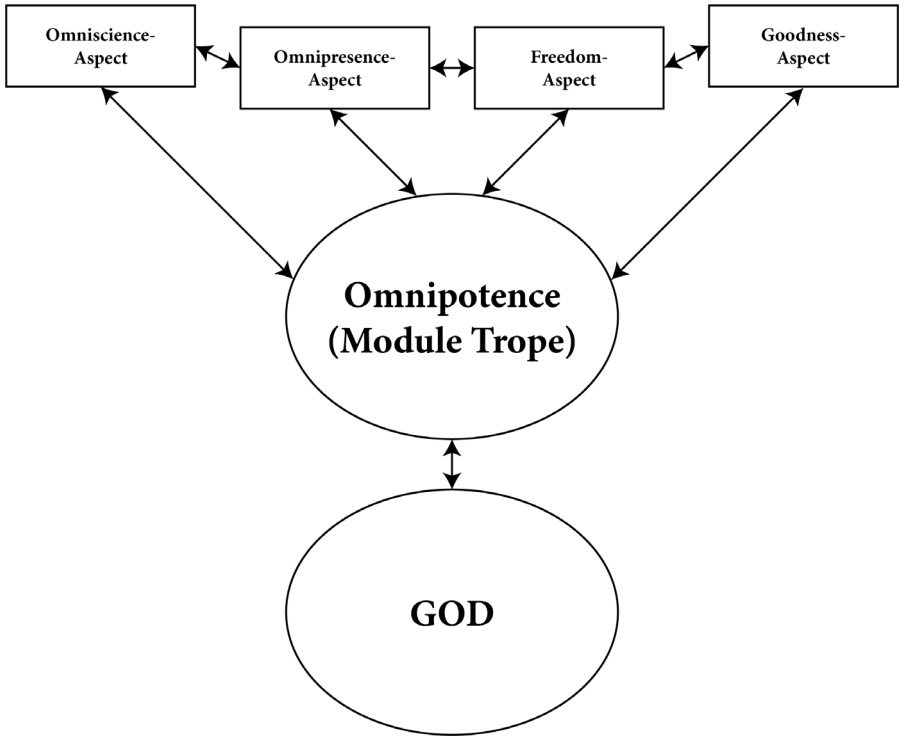 Omniscience-
Aspect
Omnipresence-
Aspect
Freedom-
Aspect
Goodness-
Aspect
Omnipotence
(Module Trope)
GOD